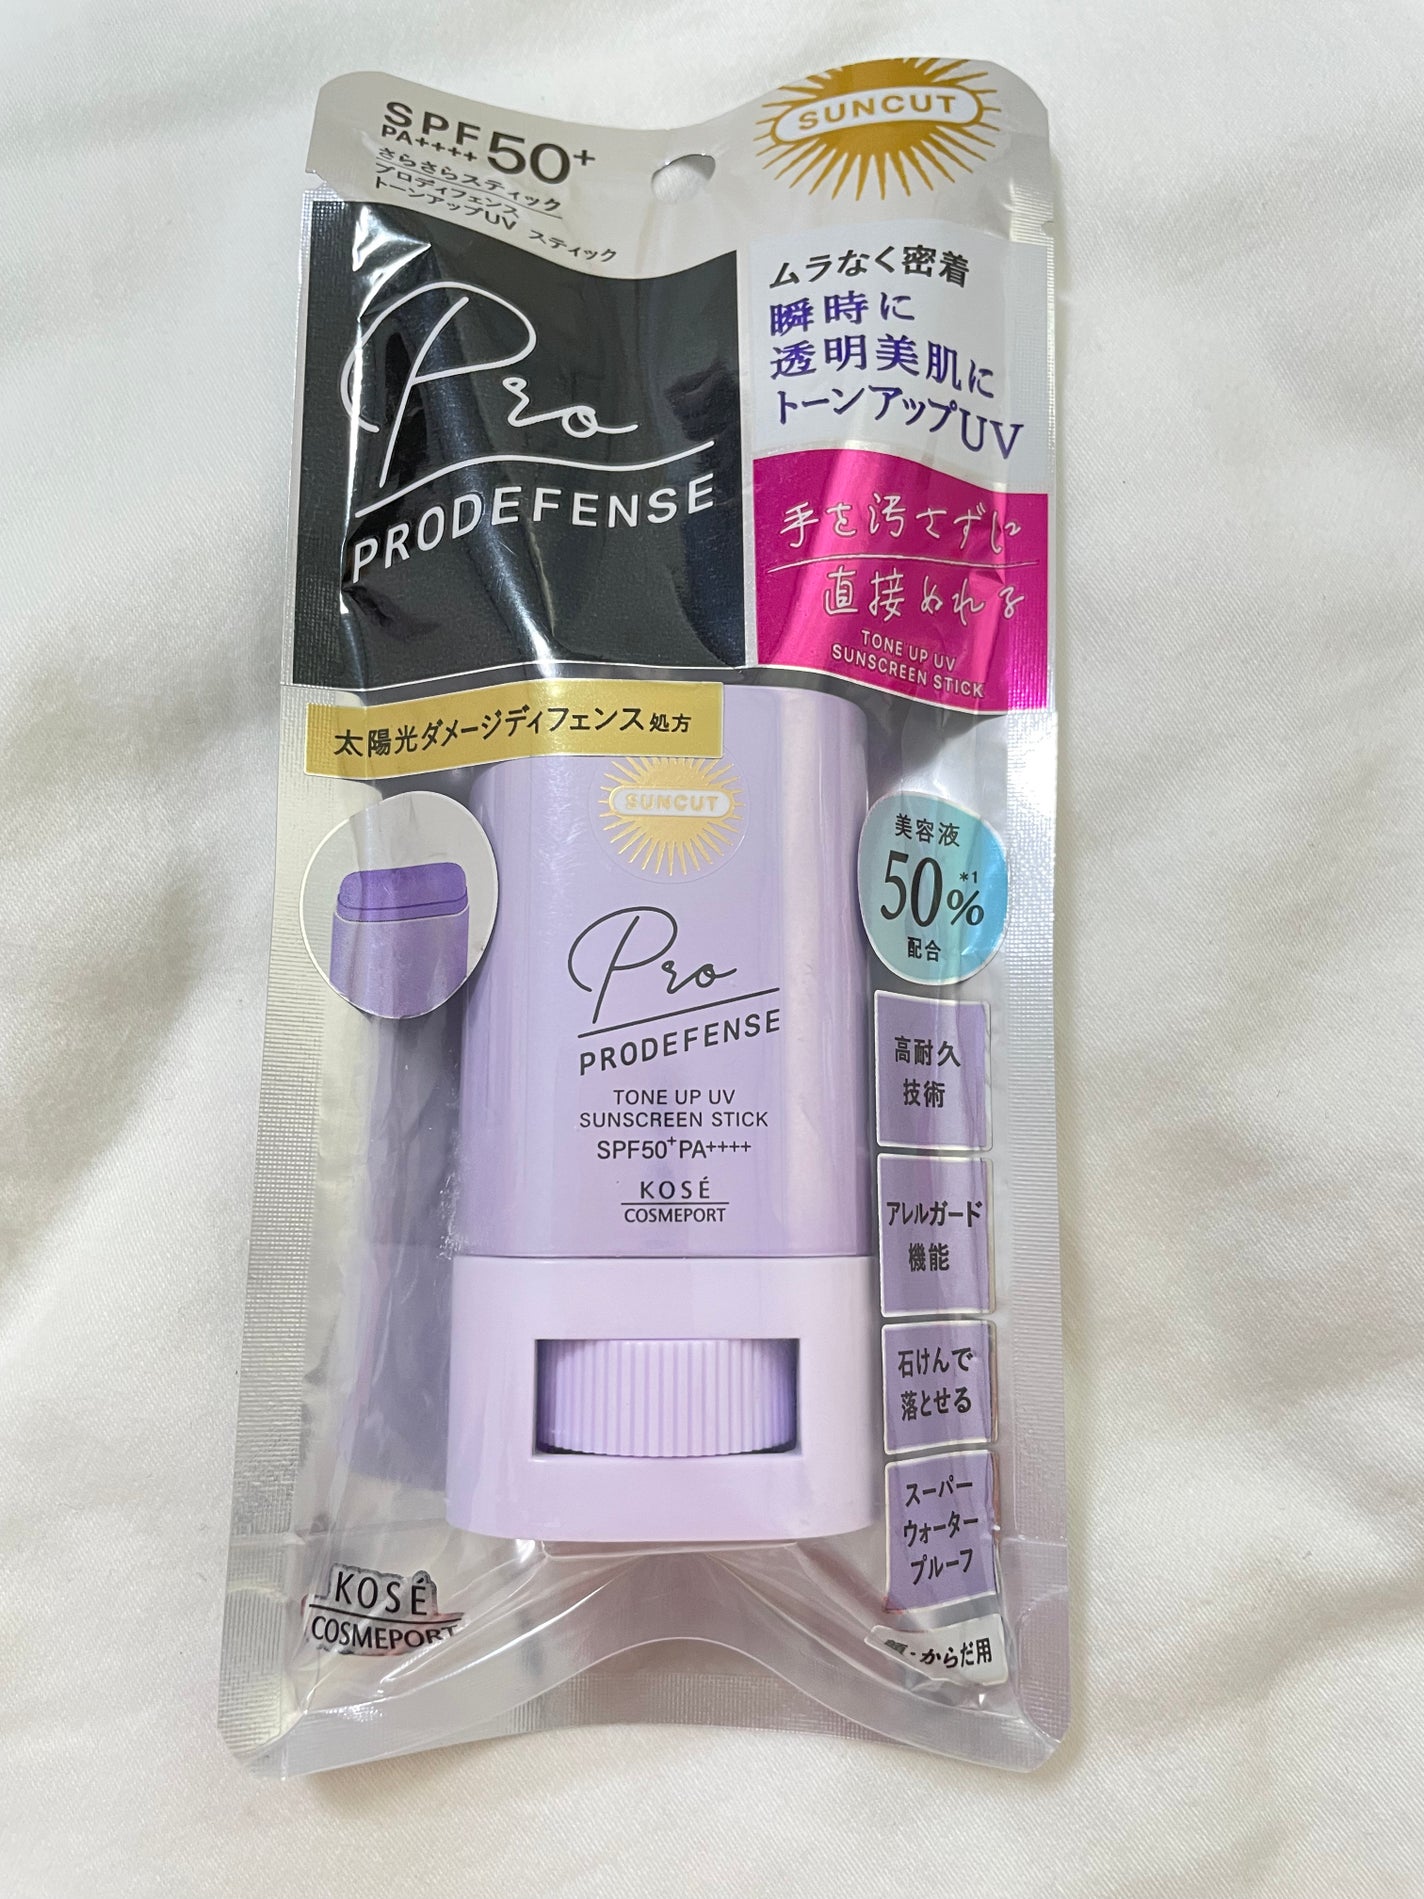 SPF50+
PA++++
さらさらスティック
プロディフェンス
トーンアップUV スティック
SUNCUT
Pro
PRODEFENSE
ムラなく密着
瞬時に
透明美肌に
トーンアップUV
手を汚さずに
直接ぬれる
TONE UP UV
SUNSCREEN STICK
太陽光ダメージディフェンス処方
SUNCUT
Pro
PRODEFENSE
TONE UP UV
SUNSCREEN STICK
SPF50+PA++++
KOSÉ
COSMEPORT
美容液
50%*1
配合
高耐久
技術
アレルガード
機能
石けんで
落とせる
スーパー
ウォーター
プルーフ
KOSÉ
COSMEPORT
顔・からだ用